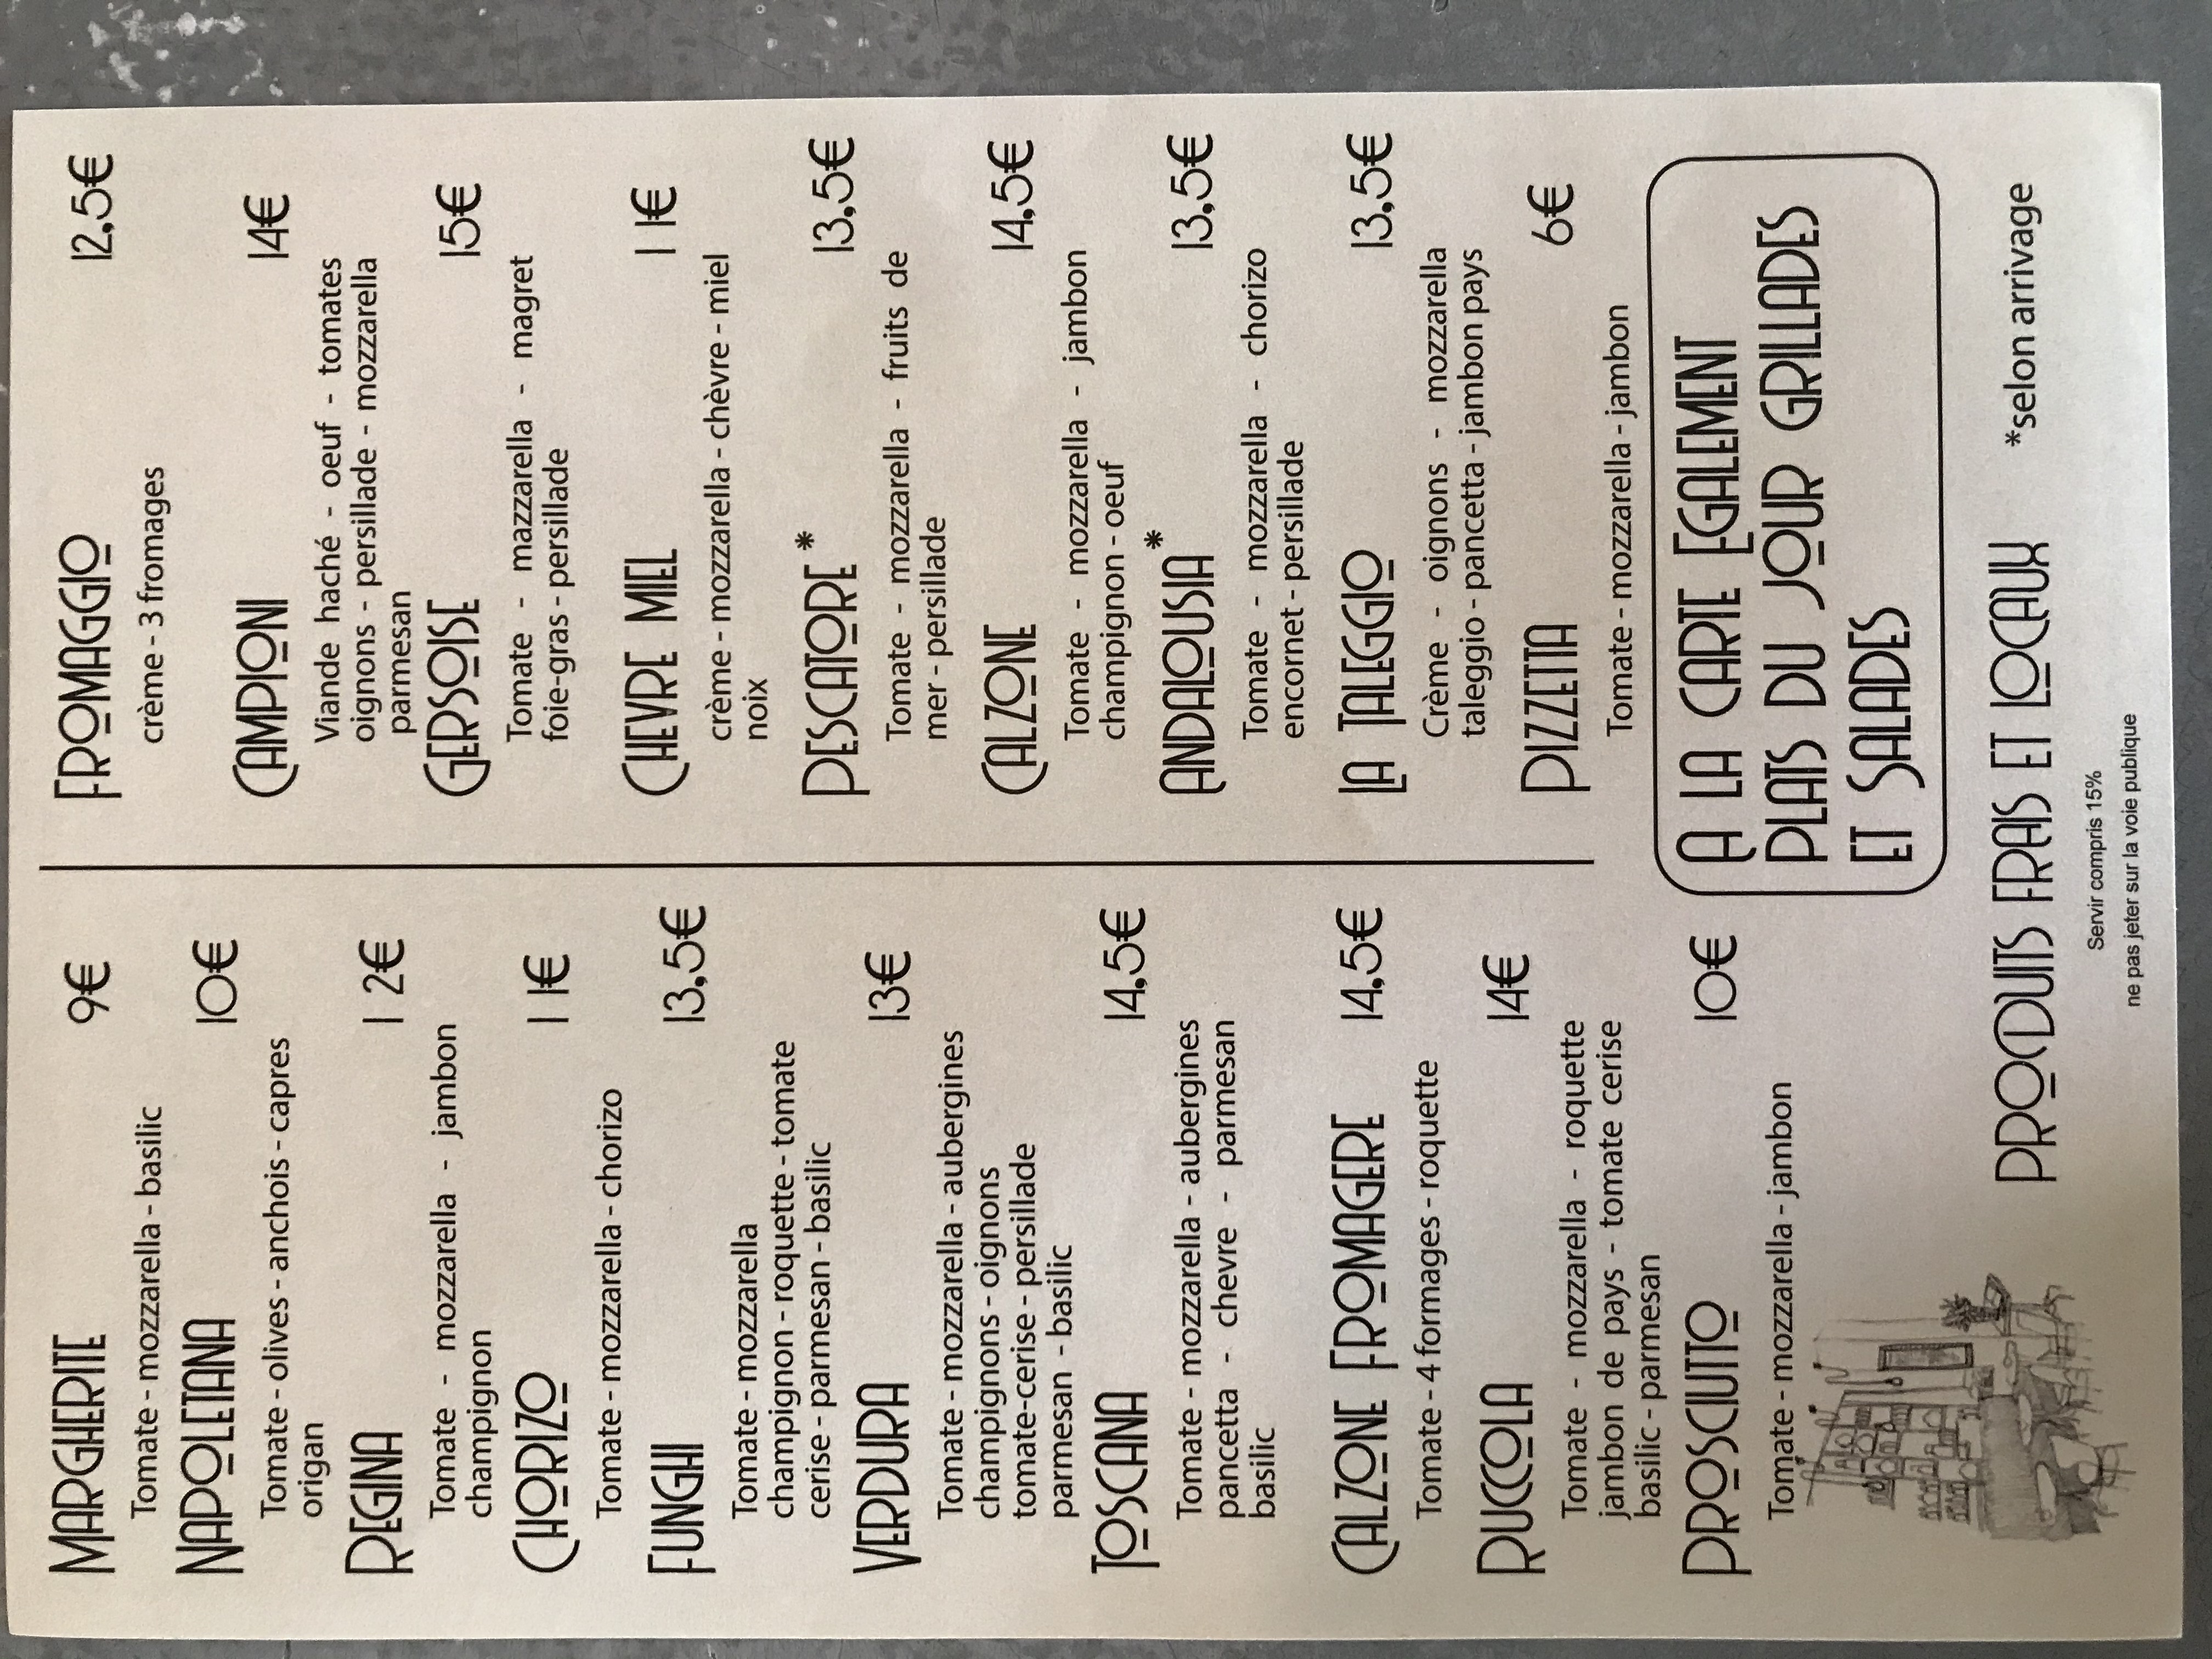 MARGHERITE 9€
Tomate - mozzarella - basilic
NAPOLETANA 10€
Tomate - olives - anchois - capres
origan
REGINA 12€
Tomate - mozzarella - jambon
champignon
CHORIZO 11€
Tomate - mozzarella - chorizo
FUNGHI 13,5€
Tomate - mozzarella
champignon - roquette - tomate
cerise - parmesan - basilic
VERDURA 13€
Tomate - mozzarella - aubergines
champignons - oignons
tomate-cerise - persillade
parmesan - basilic
TOSCANA 14,5€
Tomate - mozzarella - aubergines
pancetta - chevre - parmesan
basilic
CALZONE FROMAGERE 14,5€
Tomate - 4 formages - roquette
RUCCOLA 14€
Tomate - mozzarella - roquette
jambon de pays - tomate cerise
basilic - parmesan
PROSCIUTTO 10€
Tomate - mozzarella - jambon
FROMAGGIO 12,5€
crème - 3 fromages
CAMPIONI 14€
Viande haché - oeuf - tomates
oignons - persillade - mozzarella
parmesan
GERSOISE 15€
Tomate - mazzarella - magret
foie-gras - persillade
CHEVRE MIEL 11€
crème - mozzarella - chèvre - miel
noix
PESCATORE* 13,5€
Tomate - mozzarella - fruits de
mer - persillade
CALZONE 14,5€
Tomate - mozzarella - jambon
champignon - oeuf
ANDALOUSIA* 13,5€
Tomate - mozzarella - chorizo
encornet - persillade
LA TALEGGIO 13,5€
Crème - oignons - mozzarella
taleggio - pancetta - jambon pays
PIZZETTA 6€
Tomate - mozzarella - jambon
A LA CARTE EGALEMENT
PLATS DU JOUR GRILLADES
ET SALADES
PRODUITS FRAIS ET LOCAUX *selon arrivage
Servir compris 15%
ne pas jeter sur la voie publique